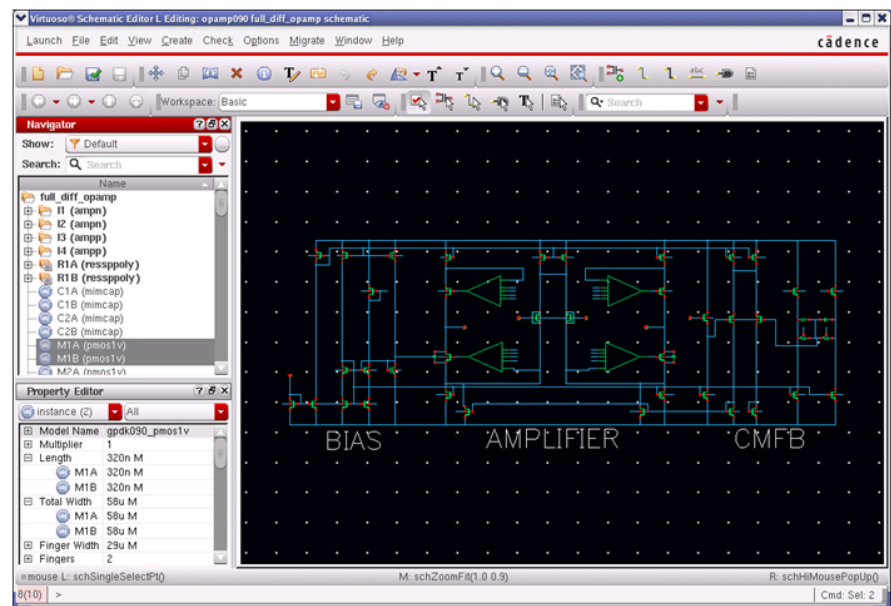 Virtuoso® Schematic Editor L Editing: opamp090 full_diff_opamp schematic
Launch File Edit View Create Check Options Migrate Window Help
cādence
abc
Workspace: Basic
Search
Navigator
Show: Default
Search: Search
Name
full_diff_opamp
I1 (ampn)
I2 (ampn)
I3 (ampp)
I4 (ampp)
R1A (ressppoly)
R1B (ressppoly)
C1A (mimcap)
C1B (mimcap)
C2A (mimcap)
C2B (mimcap)
M1A (pmos1v)
M1B (pmos1v)
M2A (nmos1v)
Property Editor
instance (2) All
Model Name gpdk090_pmos1v
Multiplier 1
Length 320n M
M1A 320n M
M1B 320n M
Total Width 58u M
M1A 58u M
M1B 58u M
Finger Width 29u M
Fingers 2
BIAS AMPLIFIER CMFB
mouse L: schSingleSelectPt() M: schZoomFit(1.0 0.9) R: schHiMousePopUp()
8(10) > Cmd: Sel: 2